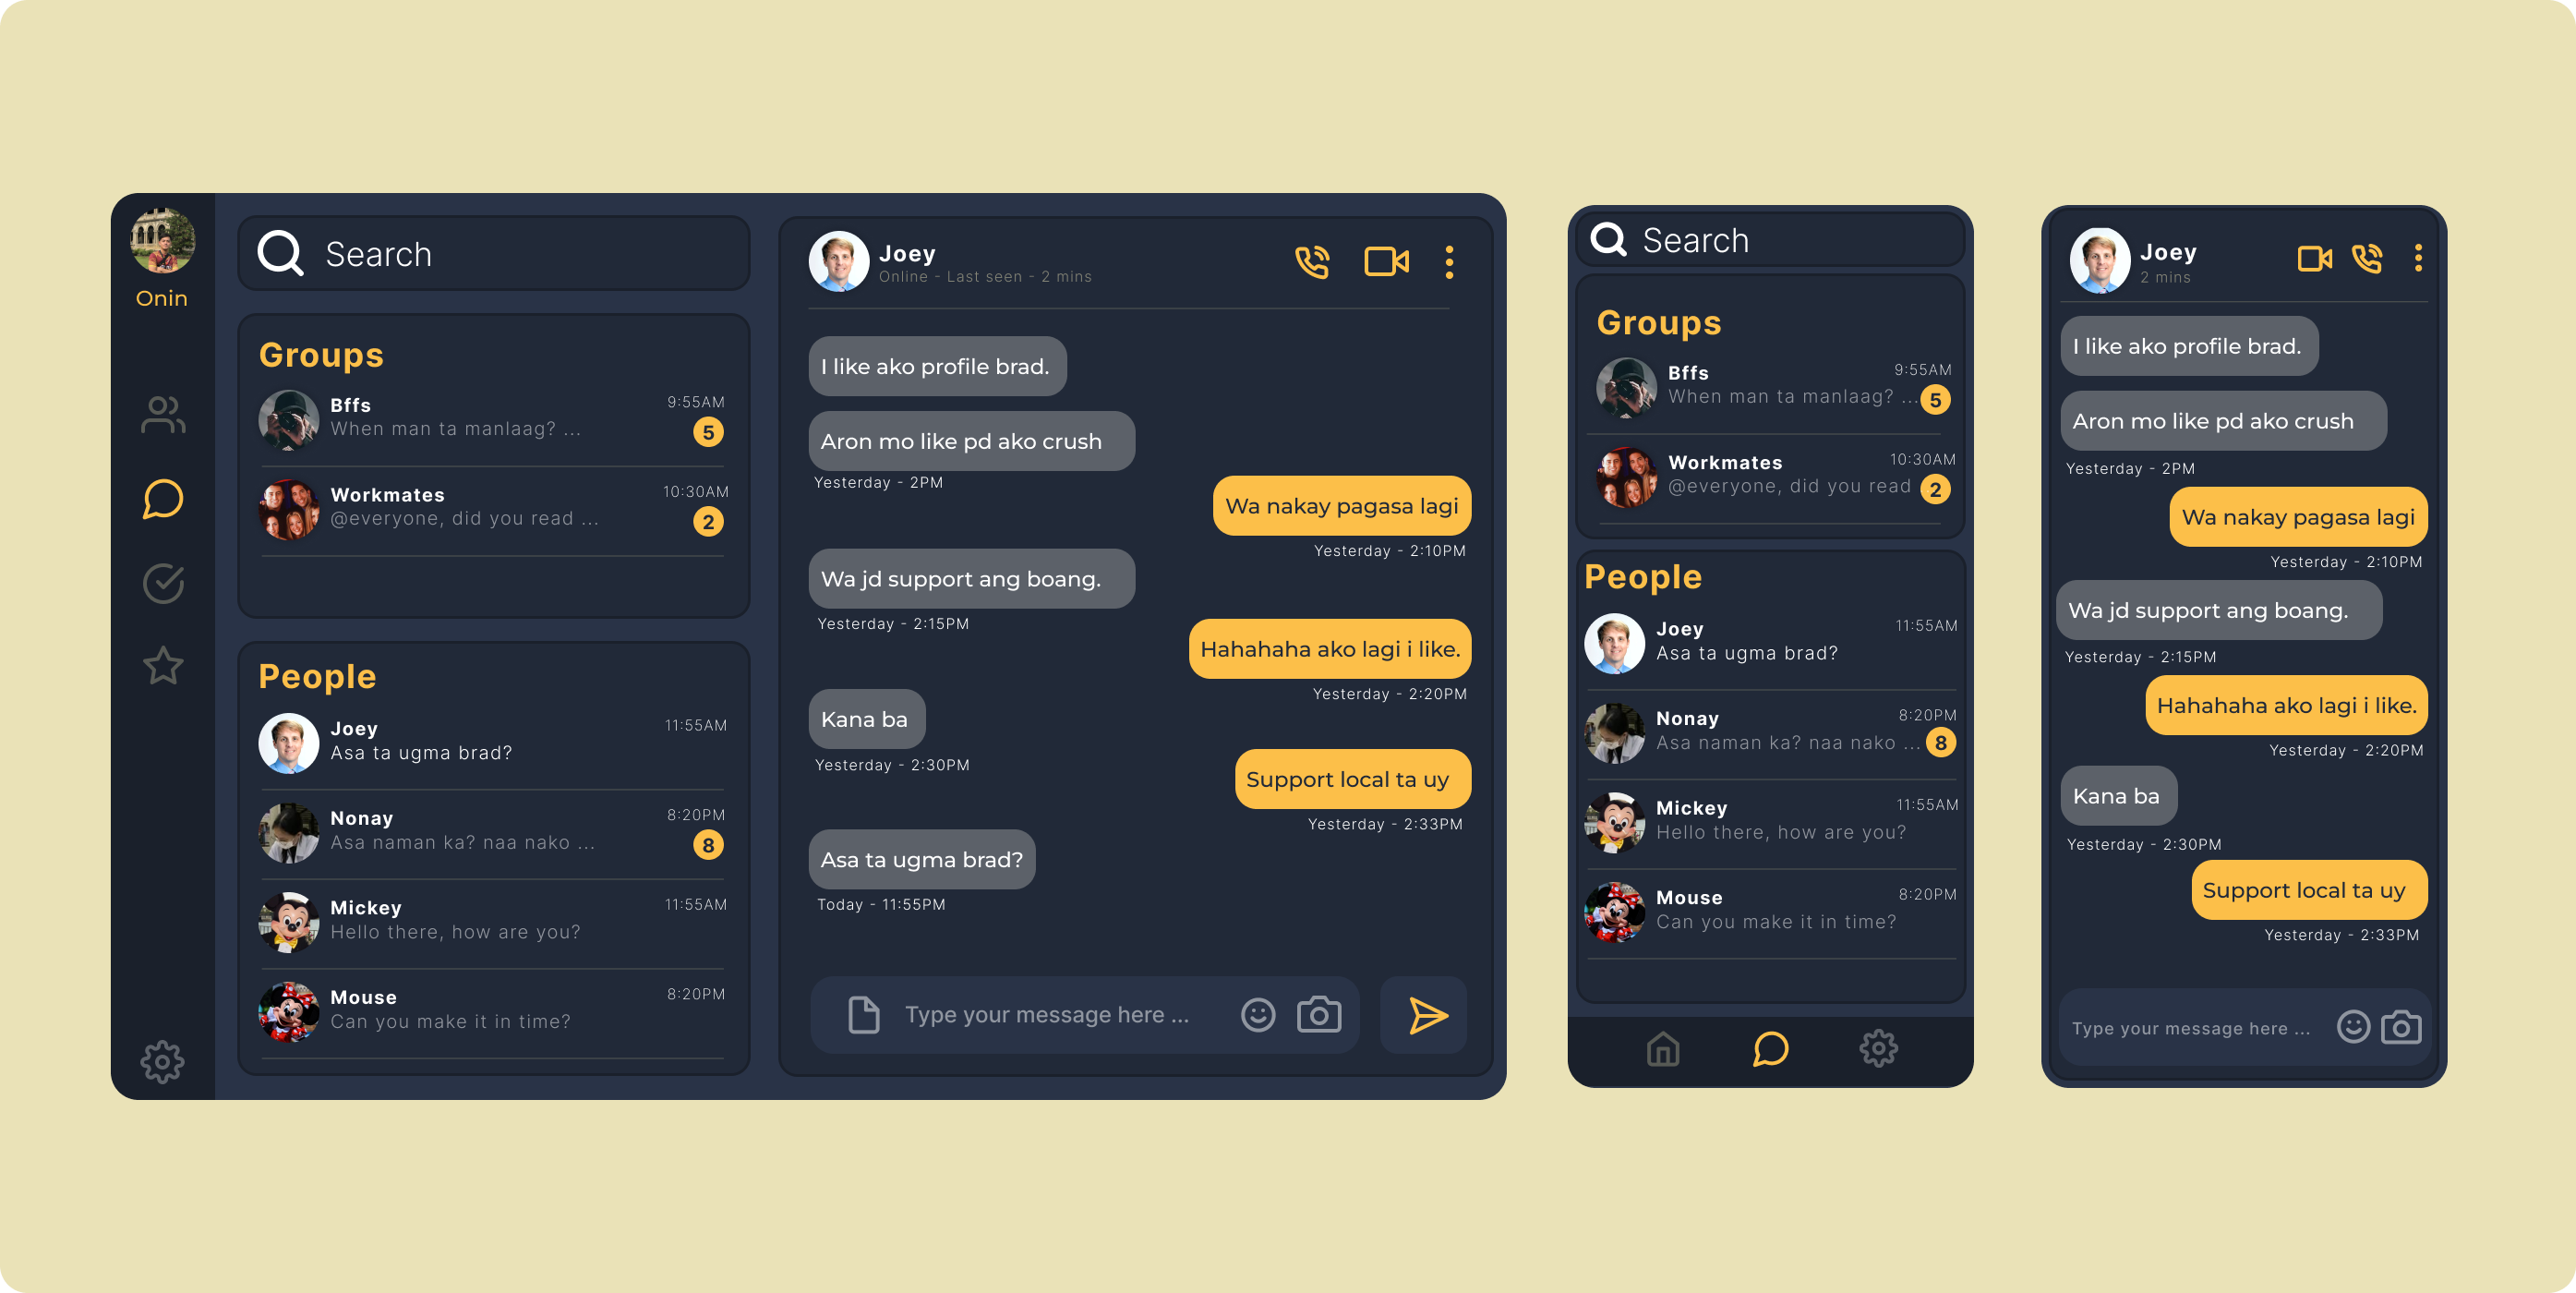 Onin
Search
Groups
Bffs
9:55AM
When man ta manlaag? ...
5
Workmates
10:30AM
@everyone, did you read ...
2
People
Joey
11:55AM
Asa ta ugma brad?
Nonay
8:20PM
Asa naman ka? naa nako ...
8
Mickey
11:55AM
Hello there, how are you?
Mouse
8:20PM
Can you make it in time?
Joey
Online - Last seen - 2 mins
I like ako profile brad.
Aron mo like pd ako crush
Yesterday - 2PM
Wa nakay pagasa lagi
Yesterday - 2:10PM
Wa jd support ang boang.
Yesterday - 2:15PM
Hahahaha ako lagi i like.
Yesterday - 2:20PM
Kana ba
Yesterday - 2:30PM
Support local ta uy
Yesterday - 2:33PM
Asa ta ugma brad?
Today - 11:55PM
Type your message here ...
Search
Groups
Bffs
9:55AM
When man ta manlaag? ...
5
Workmates
10:30AM
@everyone, did you read
2
People
Joey
11:55AM
Asa ta ugma brad?
Nonay
8:20PM
Asa naman ka? naa nako ...
8
Mickey
11:55AM
Hello there, how are you?
Mouse
8:20PM
Can you make it in time?
Joey
2 mins
I like ako profile brad.
Aron mo like pd ako crush
Yesterday - 2PM
Wa nakay pagasa lagi
Yesterday - 2:10PM
Wa jd support ang boang.
Yesterday - 2:15PM
Hahahaha ako lagi i like.
Yesterday - 2:20PM
Kana ba
Yesterday - 2:30PM
Support local ta uy
Yesterday - 2:33PM
Type your message here ...